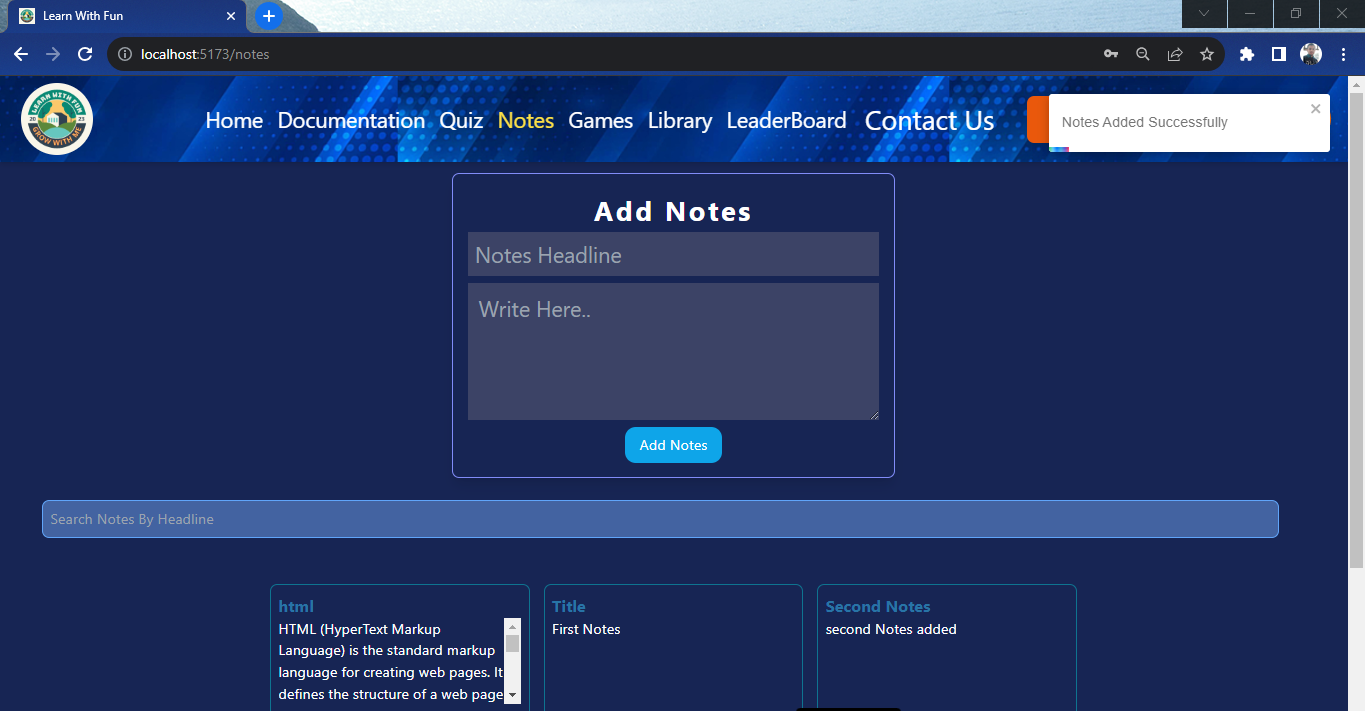 Learn With Fun
localhost:5173/notes
LEARN WITH FUN
20 23
GROW WITH ME
Home Documentation Quiz Notes Games Library LeaderBoard Contact Us
Notes Added Successfully
Add Notes
Notes Headline
Write Here..
Add Notes
Search Notes By Headline
html
HTML (HyperText Markup
Language) is the standard markup
language for creating web pages. It
defines the structure of a web page
Title
First Notes
Second Notes
second Notes added